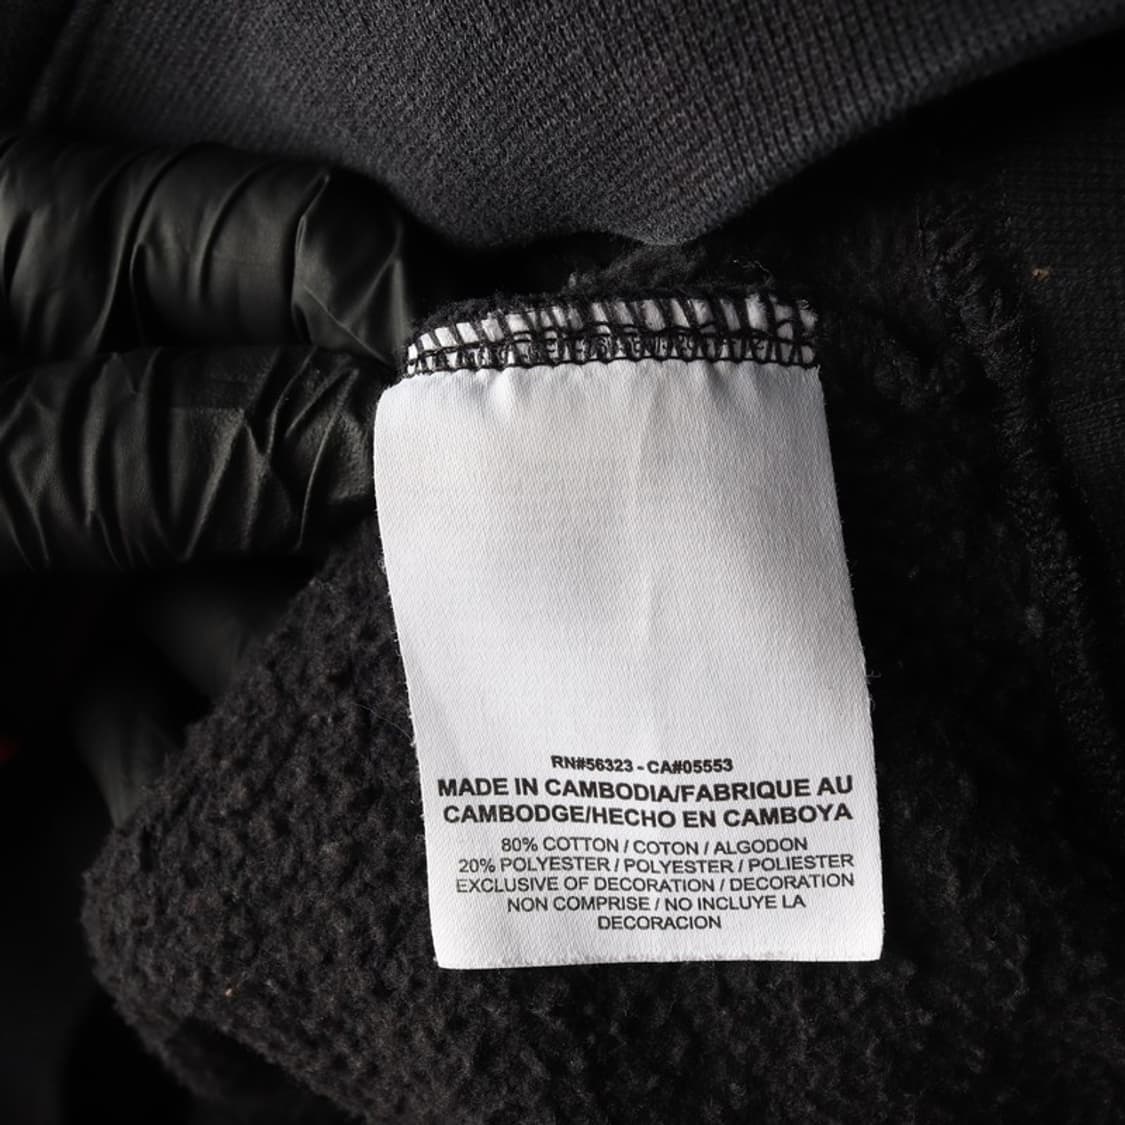 RN#56323 - CA#05553
MADE IN CAMBODIA/FABRIQUE AU
CAMBODGE/HECHO EN CAMBOYA
80% COTTON / COTON / ALGODON
20% POLYESTER / POLYESTER / POLIESTER
EXCLUSIVE OF DECORATION / DECORATION
NON COMPRISE / NO INCLUYE LA
DECORACION